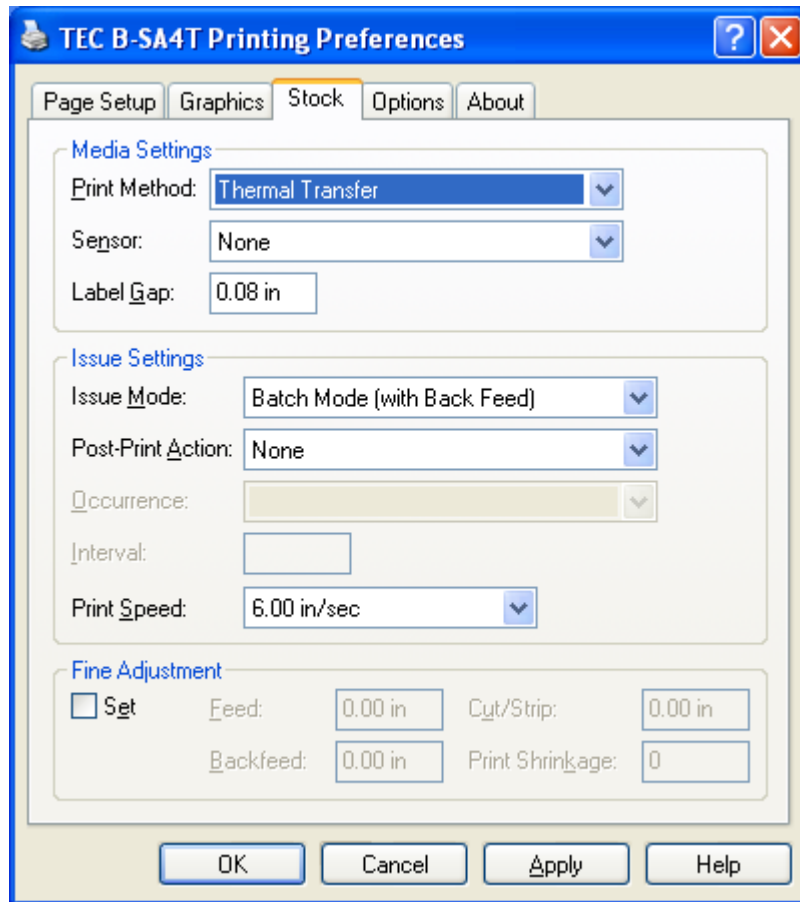 TEC B-SA4T Printing Preferences
Page Setup Graphics Stock Options About
Media Settings
Print Method: Thermal Transfer
Sensor: None
Label Gap: 0.08 in
Issue Settings
Issue Mode: Batch Mode (with Back Feed)
Post-Print Action: None
Occurrence:
Interval:
Print Speed: 6.00 in/sec
Fine Adjustment
Set Feed: 0.00 in Cut/Strip: 0.00 in
Backfeed: 0.00 in Print Shrinkage: 0
OK Cancel Apply Help